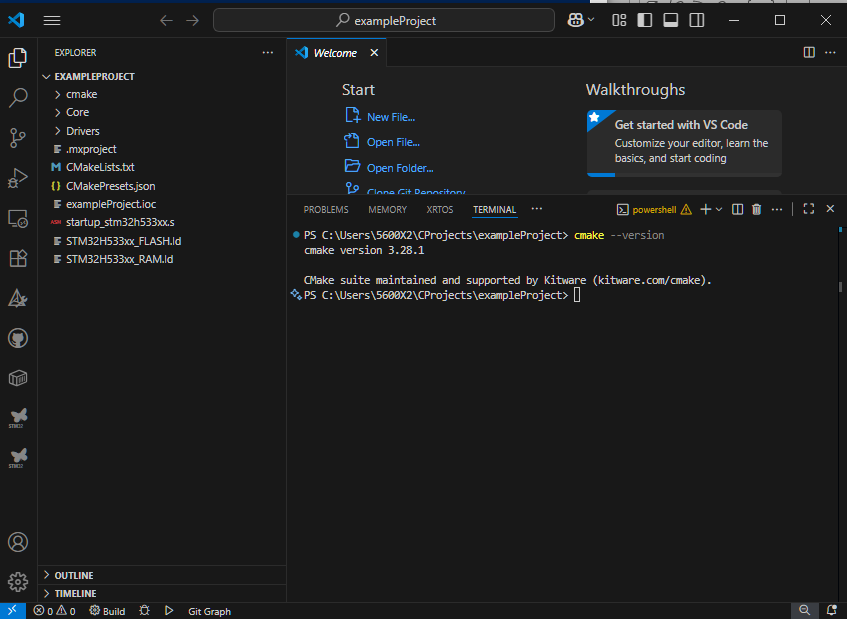 exampleProject
EXPLORER
EXAMPLEPROJECT
cmake
Core
Drivers
.mxproject
CMakeLists.txt
CMakePresets.json
exampleProject.ioc
startup_stm32h533xx.s
STM32H533xx_FLASH.ld
STM32H533xx_RAM.ld
OUTLINE
TIMELINE
Welcome
Start
New File...
Open File...
Open Folder...
Clone Git Repository
Walkthroughs
Get started with VS Code
Customize your editor, learn the
basics, and start coding
PROBLEMS MEMORY XRTOS TERMINAL
powershell
PS C:\Users\5600X2\CProjects\exampleProject> cmake --version
cmake version 3.28.1
CMake suite maintained and supported by Kitware (kitware.com/cmake).
PS C:\Users\5600X2\CProjects\exampleProject>
STM32
STM32
0 0 Build Git Graph